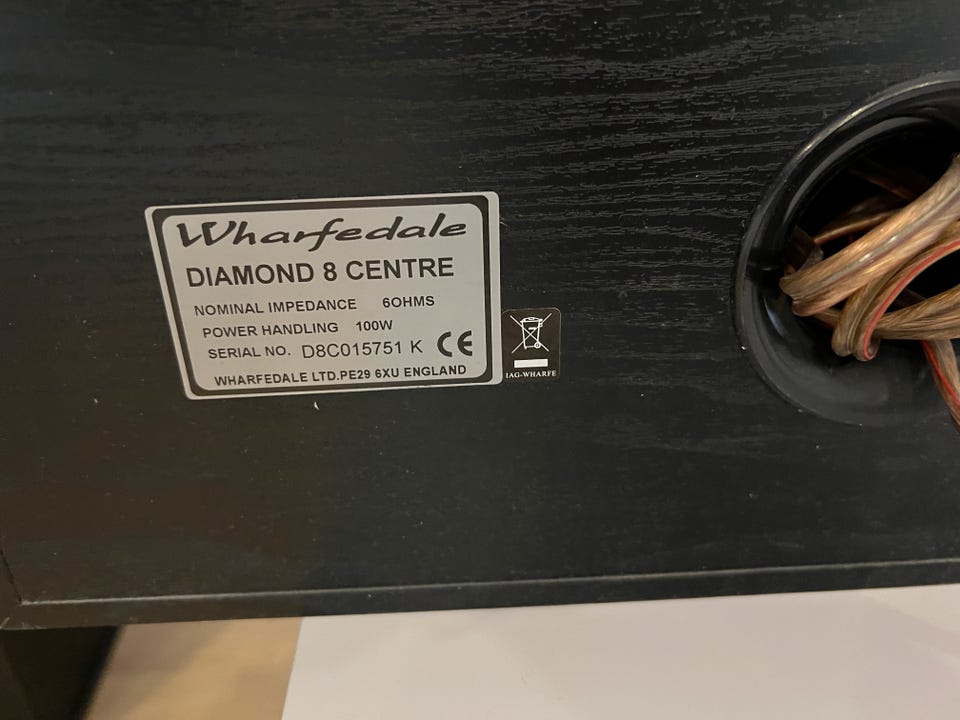 Wharfedale
DIAMOND 8 CENTRE
NOMINAL IMPEDANCE 6OHMS
POWER HANDLING 100W
SERIAL NO. D8C015751 K CE
WHARFEDALE LTD.PE29 6XU ENGLAND
IAG-WHARFE